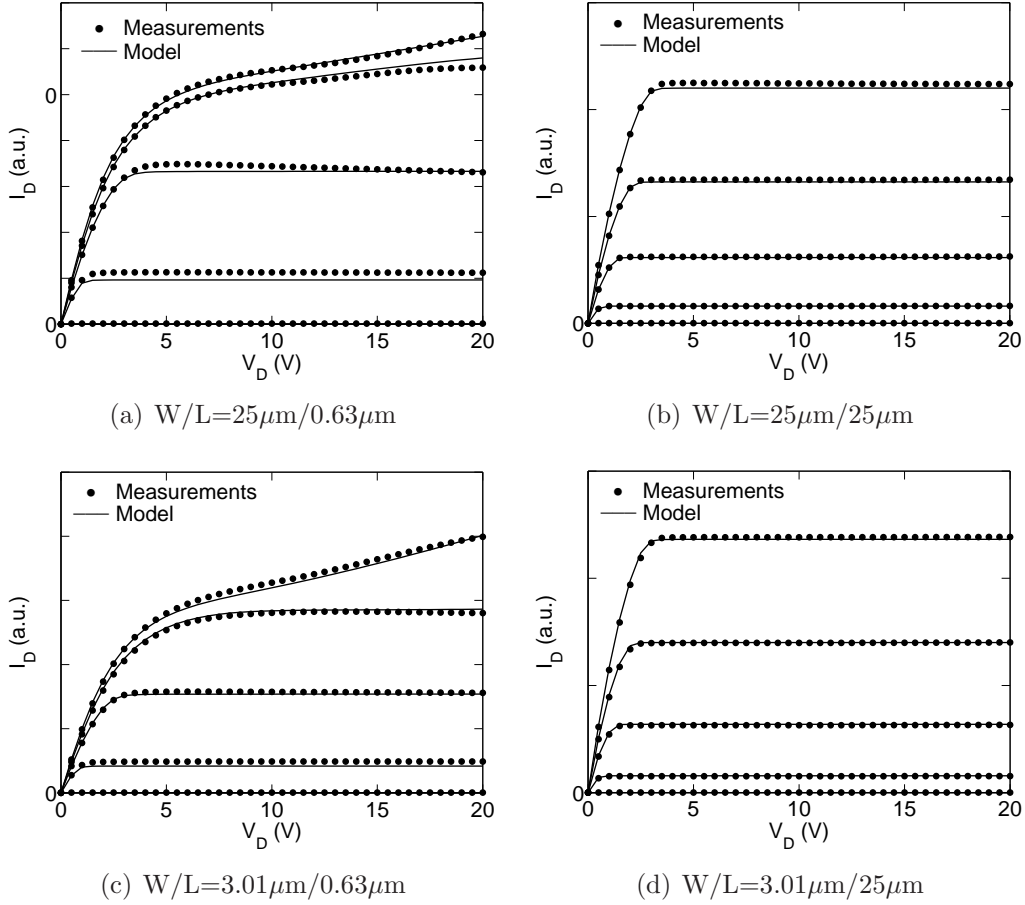 Measurements
Model
0
0
I_D (a.u.)
0 5 10 15 20
V_D (V)
(a) W/L=25μm/0.63μm
Measurements
Model
0
I_D (a.u.)
0 5 10 15 20
V_D (V)
(b) W/L=25μm/25μm
Measurements
Model
0
I_D (a.u.)
0 5 10 15 20
V_D (V)
(c) W/L=3.01μm/0.63μm
Measurements
Model
0
I_D (a.u.)
0 5 10 15 20
V_D (V)
(d) W/L=3.01μm/25μm